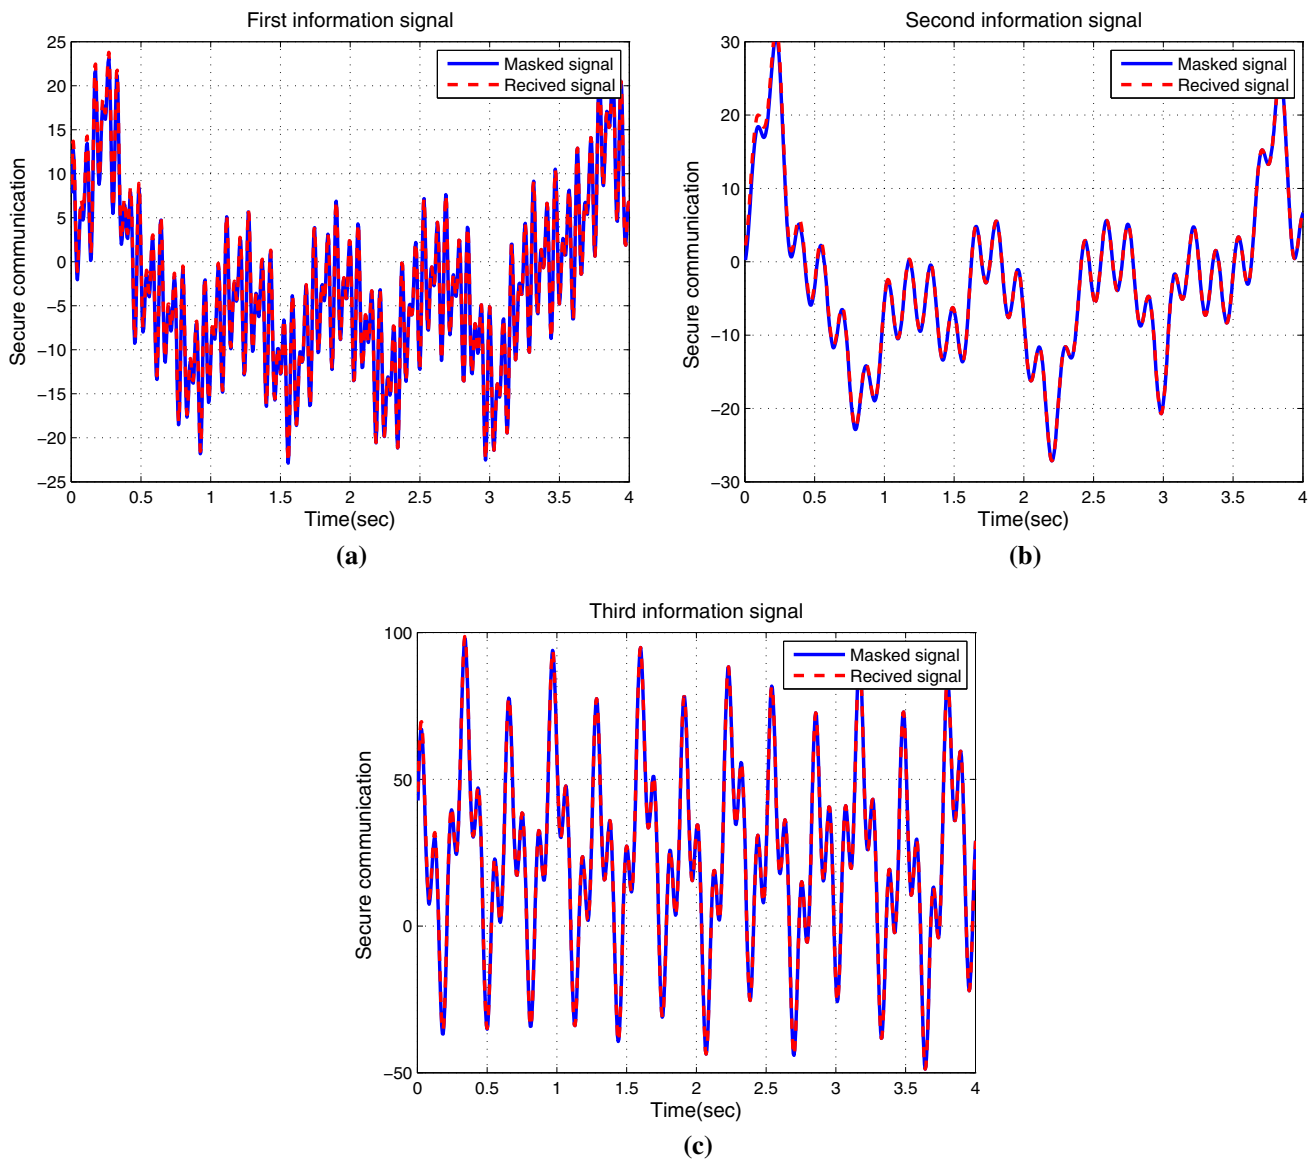 First information signal
25
20
15
10
5
0
−5
−10
−15
−20
−25
Secure communication
Masked signal
Recived signal
0 0.5 1 1.5 2 2.5 3 3.5 4
Time(sec)
(a)
Second information signal
30
20
10
0
−10
−20
−30
Secure communication
Masked signal
Recived signal
0 0.5 1 1.5 2 2.5 3 3.5 4
Time(sec)
(b)
Third information signal
100
50
0
−50
Secure communication
Masked signal
Recived signal
0 0.5 1 1.5 2 2.5 3 3.5 4
Time(sec)
(c)